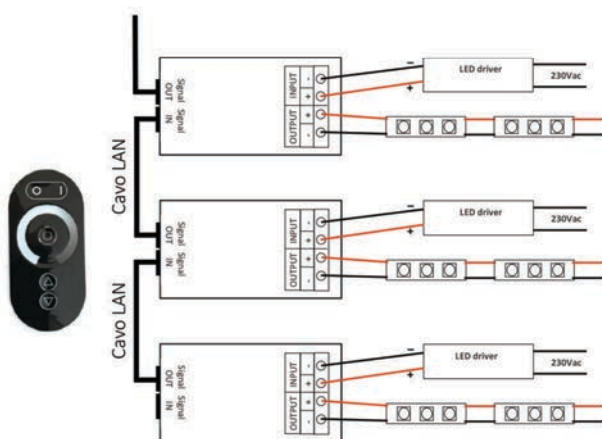 Cavo LAN
Cavo LAN
Signal OUT
Signal IN
INPUT
- +
OUTPUT
+ -
−
+
LED driver
230Vac
Signal OUT
Signal IN
INPUT
- +
OUTPUT
+ -
−
+
LED driver
230Vac
Signal OUT
Signal IN
INPUT
- +
OUTPUT
+ -
−
+
LED driver
230Vac
O I